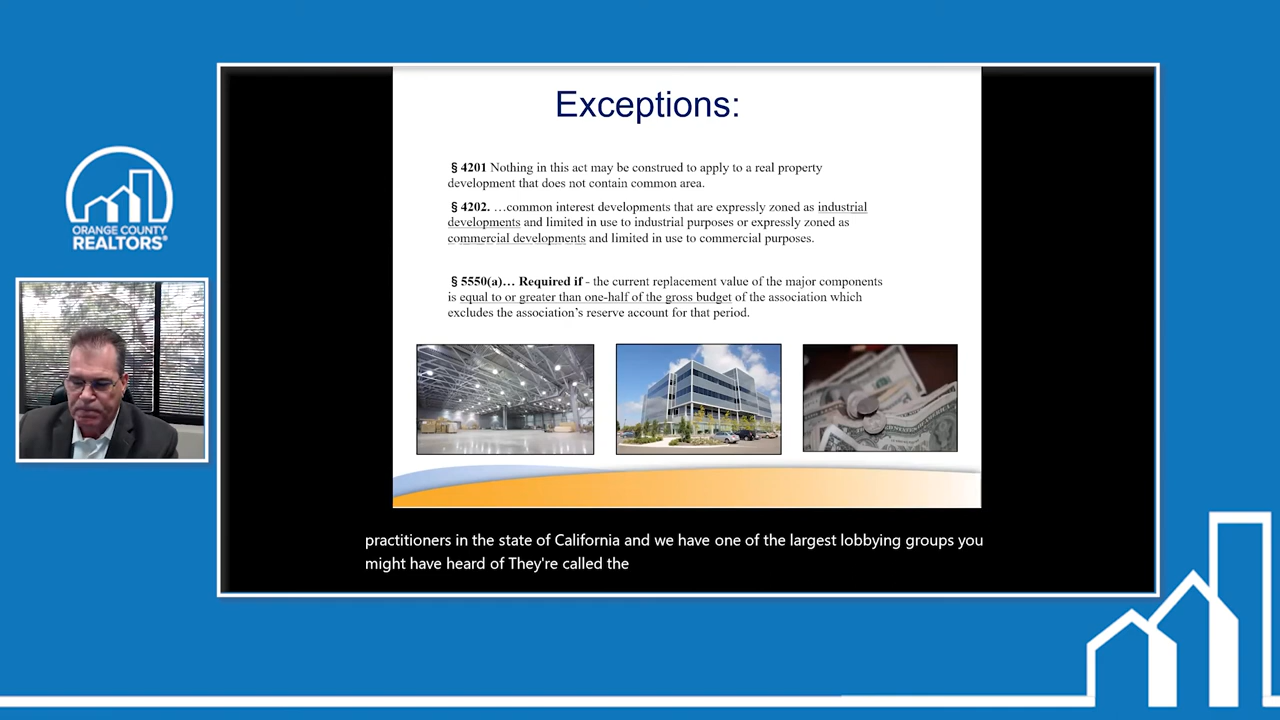 Exceptions:
§ 4201 Nothing in this act may be construed to apply to a real property
development that does not contain common area.
§ 4202. …common interest developments that are expressly zoned as industrial
developments and limited in use to industrial purposes or expressly zoned as
commercial developments and limited in use to commercial purposes.
§ 5550(a)… Required if - the current replacement value of the major components
is equal to or greater than one-half of the gross budget of the association which
excludes the association's reserve account for that period.
ORANGE COUNTY
REALTORS®
practitioners in the state of California and we have one of the largest lobbying groups you
might have heard of They're called the